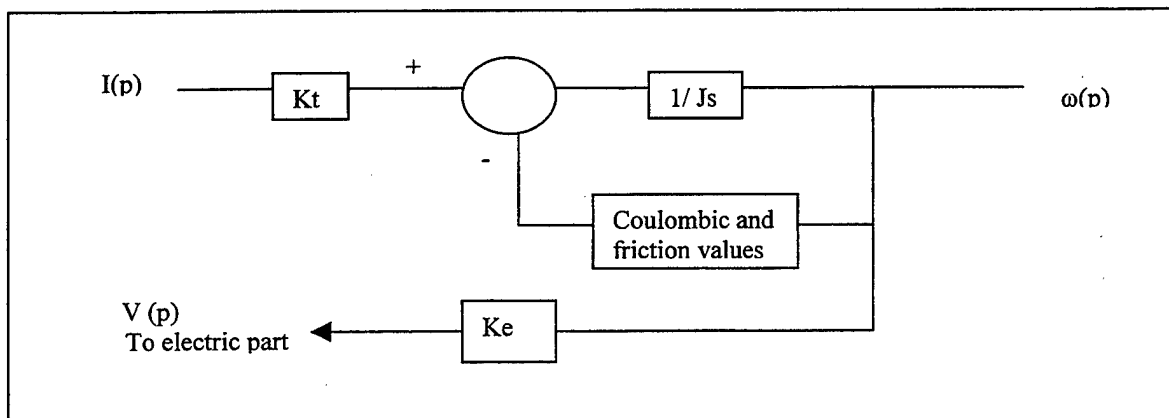 I(p)
Kt
+
1/ Js
ω(p)
-
Coulombic and
friction values
V (p)
To electric part
Ke